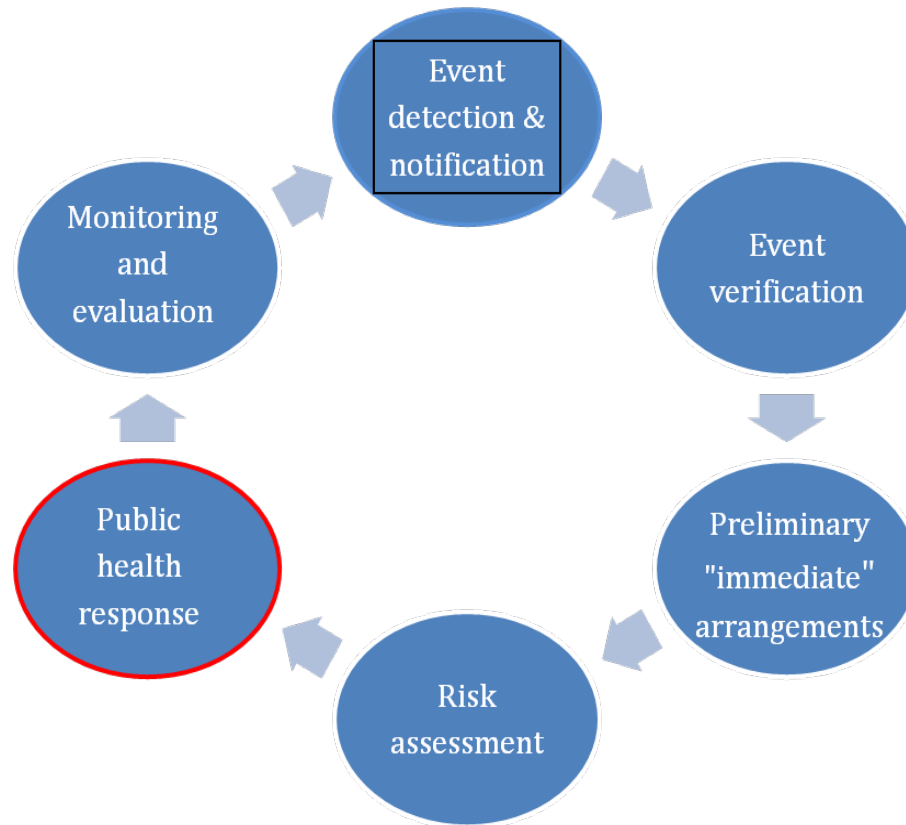 Event
detection &
notification
Event
verification
Preliminary
"immediate"
arrangements
Risk
assessment
Public
health
response
Monitoring
and
evaluation